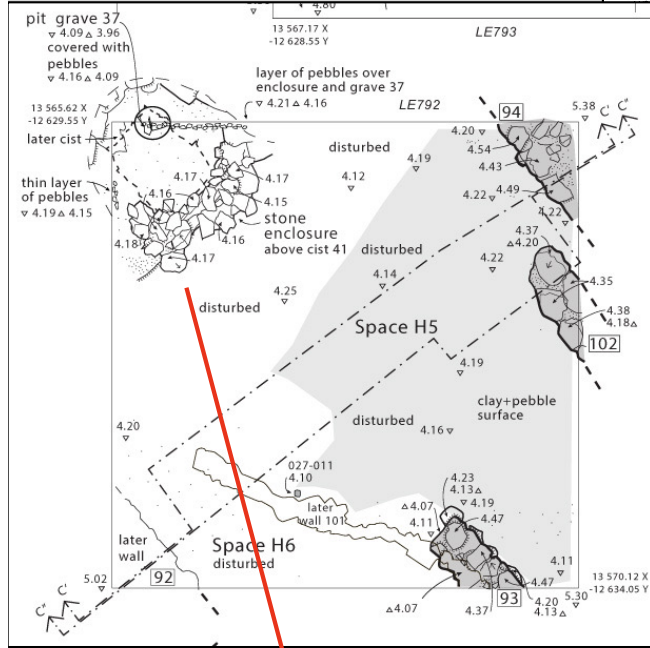 pit grave 37
▿ 4.09 ▵ 3.96
covered with
pebbles
▿ 4.16 ▵ 4.09
4.80
13 567.17 X
-12 628.55 Y
LE793
layer of pebbles over
enclosure and grave 37
▿ 4.21 ▵ 4.16
LE792
13 565.62 X
-12 629.55 Y
later cist
94
5.38
C' C"
4.20
4.54
4.43
disturbed
4.19
4.12
thin layer
of pebbles
▿ 4.19 ▵ 4.15
4.17
4.17
4.16
4.15
4.49
4.22
4.22
stone
enclosure
above cist 41
4.16
4.18
4.17
4.37
▵ 4.20
disturbed
4.22
4.14
4.35
4.25
disturbed
4.38
4.18 ▵
Space H5
102
4.19
clay+pebble
surface
disturbed
4.16 ▿
4.20
027-011
4.10
4.23
4.13 ▵
4.19
later
wall 101
▵ 4.07
4.47
4.11
later
wall
Space H6
disturbed
92
5.02
4.11
13 570.12 X
-12 634.05 Y
4.47
93
4.20
5.30
▵ 4.07
4.37
4.13 ▵
C" C'